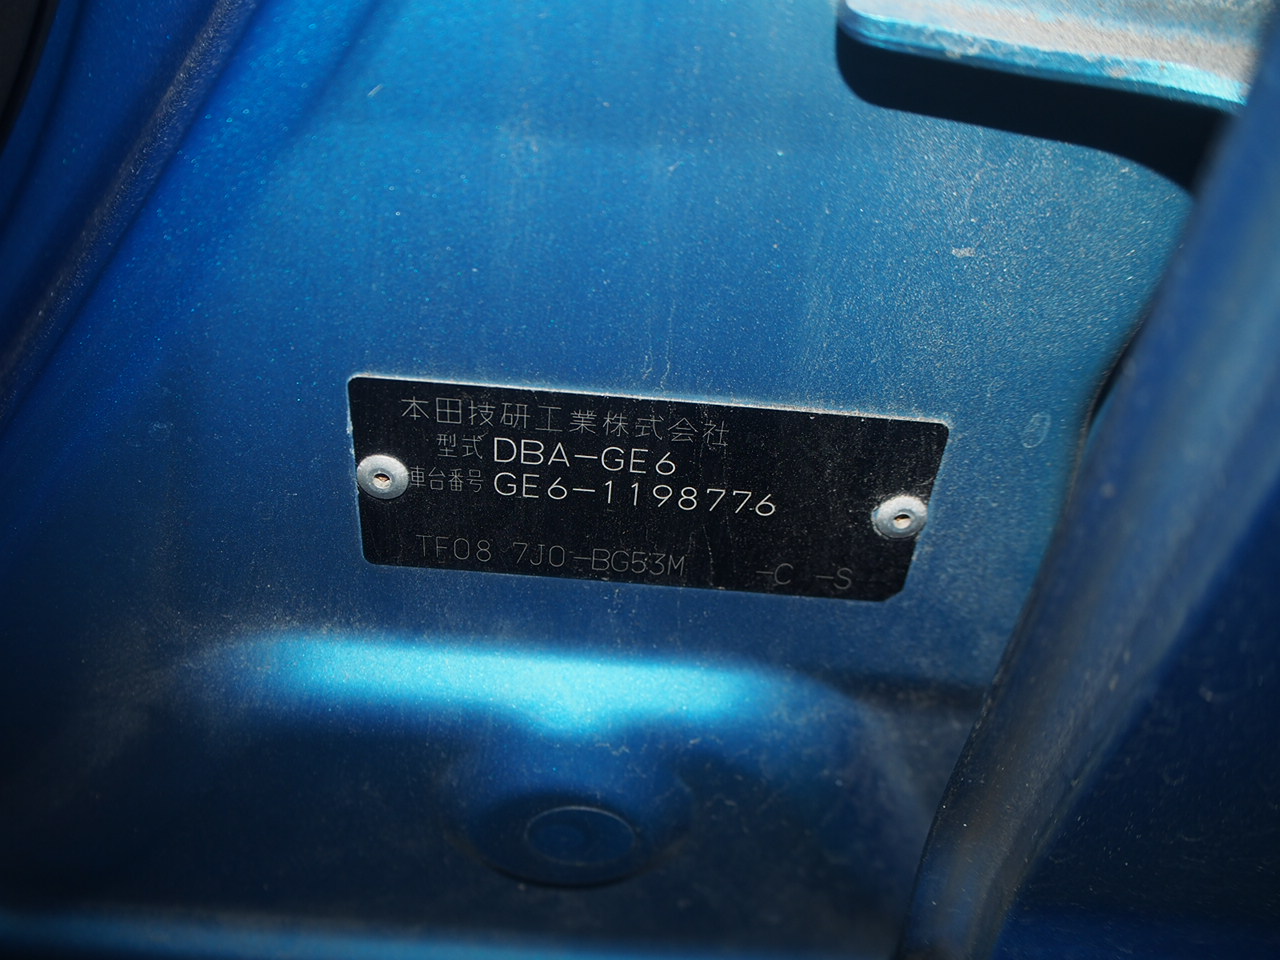 本田技研工業株式会社
型式 DBA-GE6
車台番号 GE6-1198776
TF08 7J0-BG53M -C -S